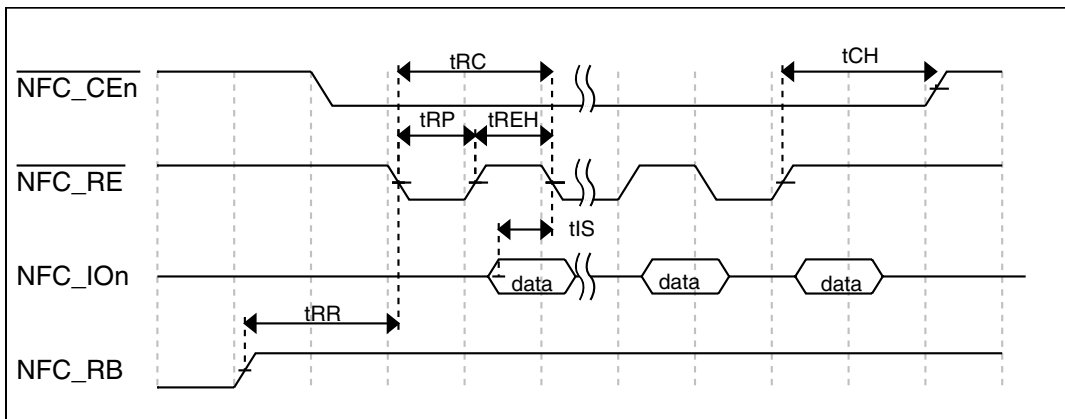 tRC
tCH
NFC_CEn
tRP
tREH
NFC_RE
tIS
NFC_IOn
data
data
data
tRR
NFC_RB